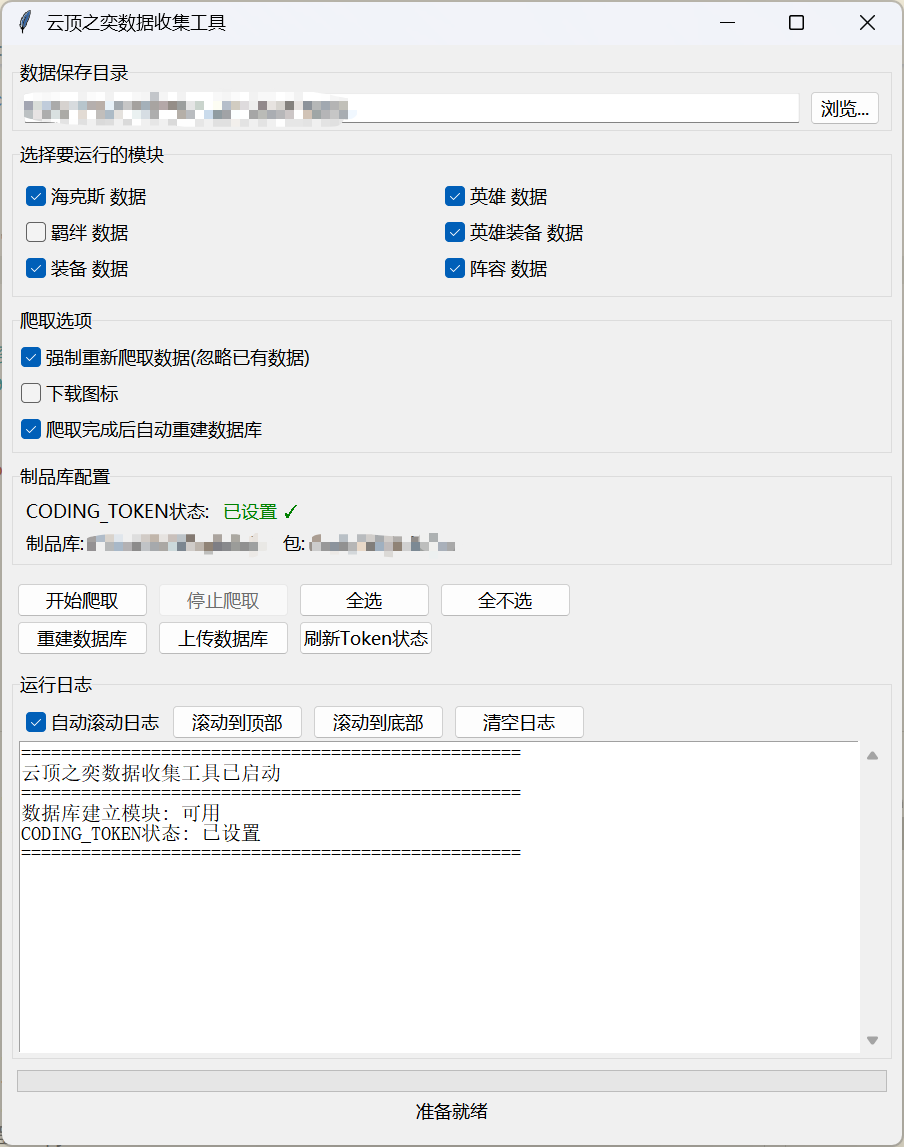 云顶之奕数据收集工具
数据保存目录
浏览...
选择要运行的模块
海克斯 数据 英雄 数据
羁绊 数据 英雄装备 数据
装备 数据 阵容 数据
爬取选项
强制重新爬取数据(忽略已有数据)
下载图标
爬取完成后自动重建数据库
制品库配置
CODING_TOKEN状态: 已设置 ✓
制品库: 包:
开始爬取 停止爬取 全选 全不选
重建数据库 上传数据库 刷新Token状态
运行日志
自动滚动日志 滚动到顶部 滚动到底部 清空日志
==================================================
云顶之奕数据收集工具已启动
==================================================
数据库建立模块: 可用
CODING_TOKEN状态: 已设置
==================================================
准备就绪